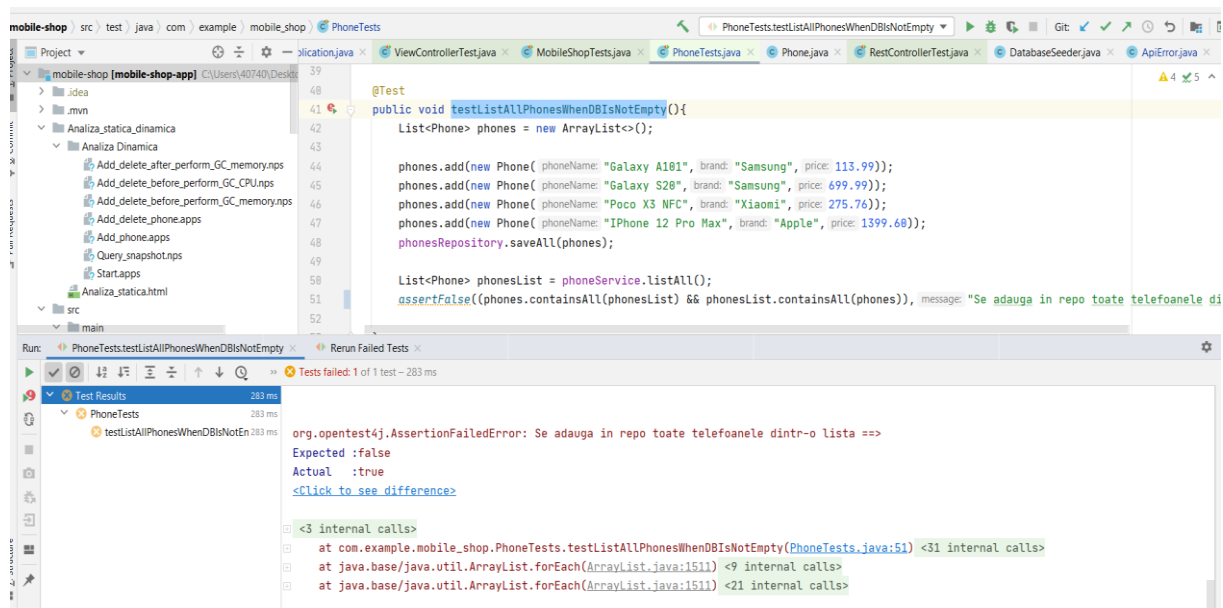 mobile-shop src test java com example mobile_shop PhoneTests PhoneTests.testListAllPhonesWhenDBIsNotEmpty Git:
Project plication.java ViewControllerTest.java MobileShopTests.java PhoneTests.java Phone.java RestControllerTest.java DatabaseSeeder.java ApiError.java
mobile-shop [mobile-shop-app] C:\Users\40740\Deskto 39 4 5
.idea 40 @Test
.mvn 41 public void testListAllPhonesWhenDBIsNotEmpty(){
Analiza_statica_dinamica 42 List<Phone> phones = new ArrayList<>();
Analiza Dinamica 43
Add_delete_after_perform_GC_memory.nps 44 phones.add(new Phone( phoneName: "Galaxy A101", brand: "Samsung", price: 113.99));
Add_delete_before_perform_GC_CPU.nps 45 phones.add(new Phone( phoneName: "Galaxy S20", brand: "Samsung", price: 699.99));
Add_delete_before_perform_GC_memory.nps 46 phones.add(new Phone( phoneName: "Poco X3 NFC", brand: "Xiaomi", price: 275.76));
Add_delete_phone.apps 47 phones.add(new Phone( phoneName: "IPhone 12 Pro Max", brand: "Apple", price: 1399.60));
Add_phone.apps 48 phonesRepository.saveAll(phones);
Query_snapshot.nps 49
Start.apps 50 List<Phone> phonesList = phoneService.listAll();
Analiza_statica.html 51 assertFalse((phones.containsAll(phonesList) && phonesList.containsAll(phones)), message: "Se adauga in repo toate telefoanele di
src 52
main
Run: PhoneTests.testListAllPhonesWhenDBIsNotEmpty Rerun Failed Tests
» Tests failed: 1 of 1 test – 283 ms
Test Results 283 ms
PhoneTests 283 ms
testListAllPhonesWhenDBIsNotEn 283 ms
org.opentest4j.AssertionFailedError: Se adauga in repo toate telefoanele dintr-o lista ==>
Expected :false
Actual :true
<Click to see difference>
<3 internal calls>
at com.example.mobile_shop.PhoneTests.testListAllPhonesWhenDBIsNotEmpty(PhoneTests.java:51) <31 internal calls>
at java.base/java.util.ArrayList.forEach(ArrayList.java:1511) <9 internal calls>
at java.base/java.util.ArrayList.forEach(ArrayList.java:1511) <21 internal calls>